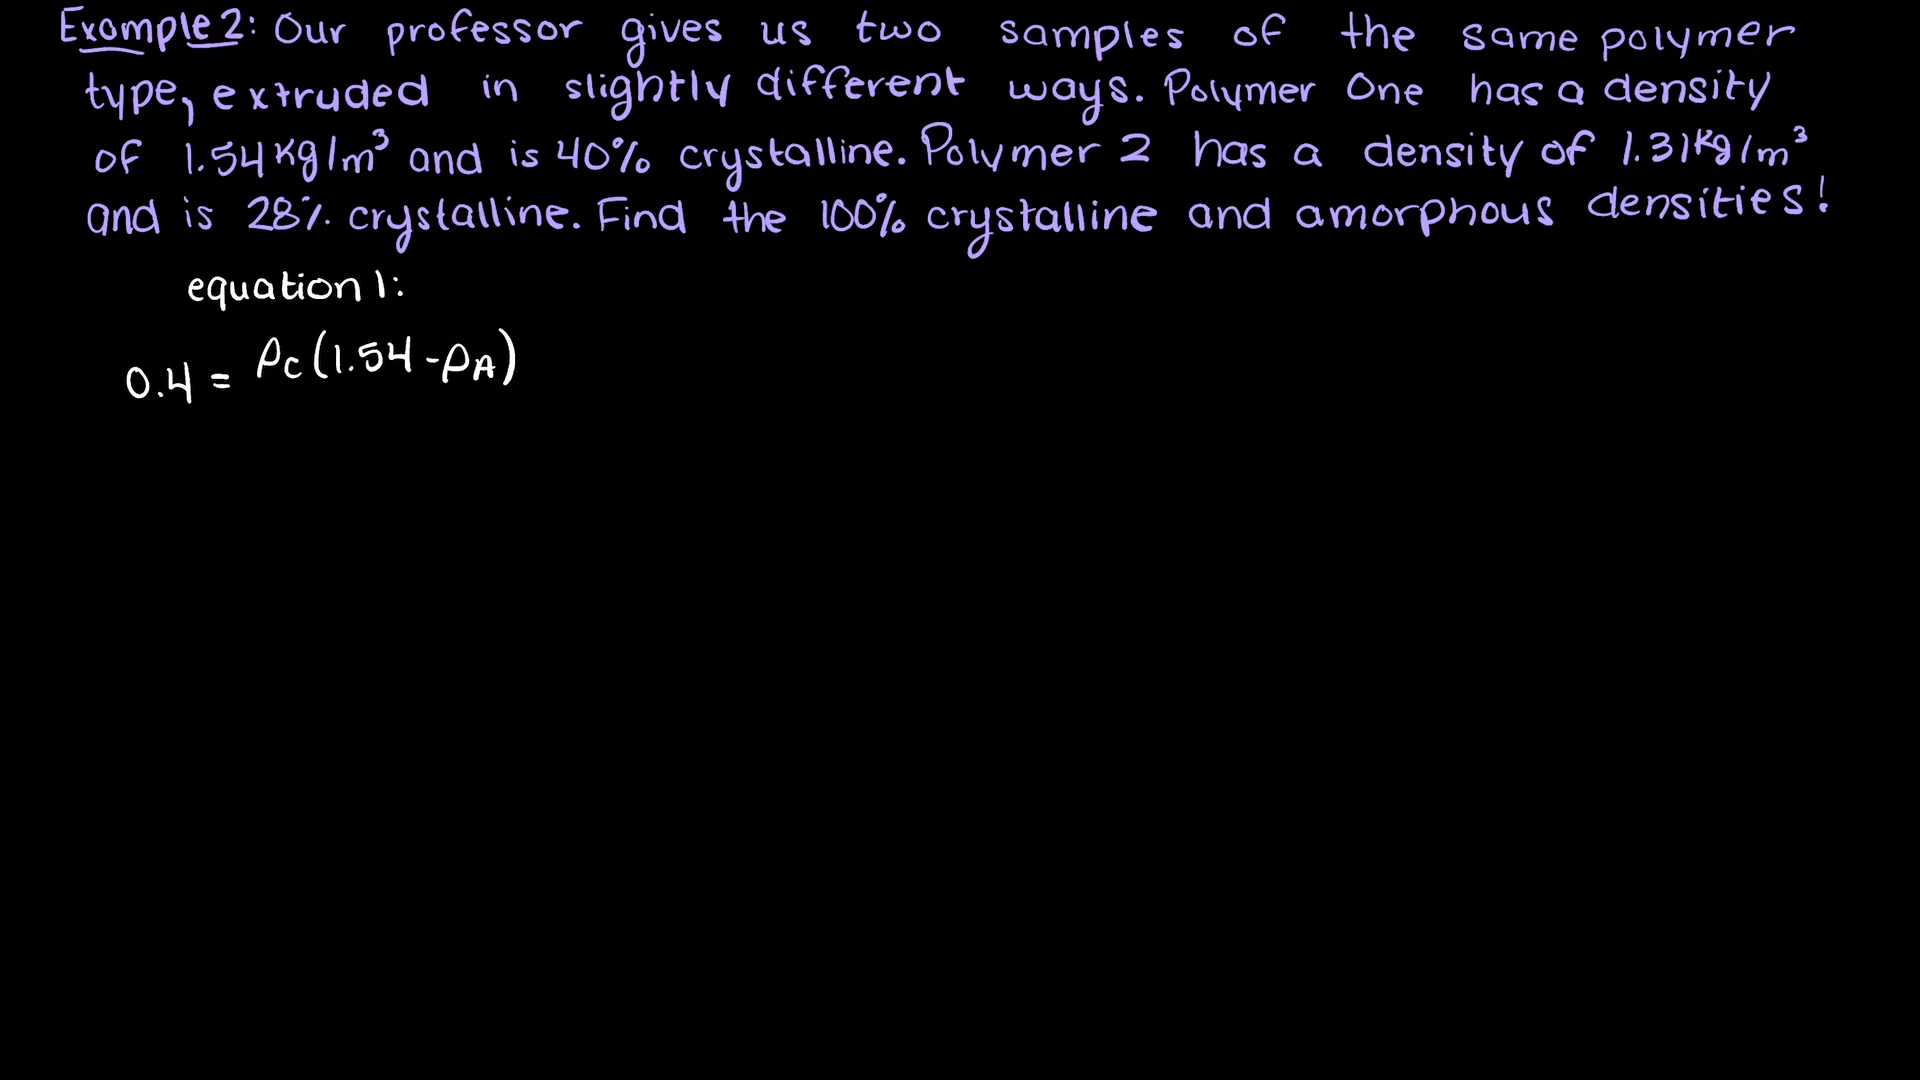 Example 2: Our professor gives us two samples of the same polymer
type, extruded in slightly different ways. Polymer One has a density
of 1.54 kg/m³ and is 40% crystalline. Polymer 2 has a density of 1.31 kg/m³
and is 28% crystalline. Find the 100% crystalline and amorphous densities!
equation 1:
0.4 = ρc(1.54 - ρA)